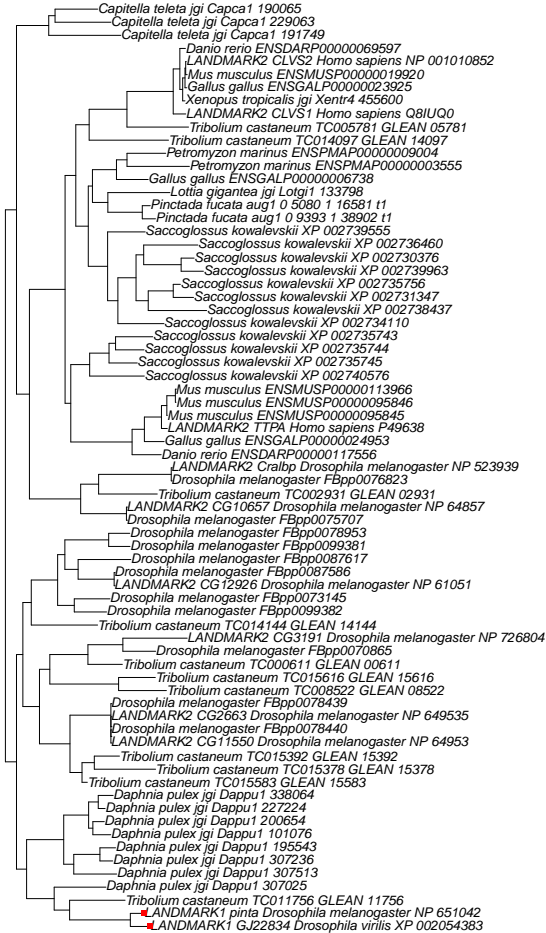 Capitella teleta jgi Capca1 190065
Capitella teleta jgi Capca1 229063
Capitella teleta jgi Capca1 191749
Danio rerio ENSDARP00000069597
LANDMARK2 CLVS2 Homo sapiens NP 001010852
Mus musculus ENSMUSP00000019920
Gallus gallus ENSGALP00000023925
Xenopus tropicalis jgi Xentr4 455600
LANDMARK2 CLVS1 Homo sapiens Q8IUQ0
Tribolium castaneum TC005781 GLEAN 05781
Tribolium castaneum TC014097 GLEAN 14097
Petromyzon marinus ENSPMAP00000009004
Petromyzon marinus ENSPMAP00000003555
Gallus gallus ENSGALP00000006738
Lottia gigantea jgi Lotgi1 133798
Pinctada fucata aug1 0 5080 1 16581 t1
Pinctada fucata aug1 0 9393 1 38902 t1
Saccoglossus kowalevskii XP 002739555
Saccoglossus kowalevskii XP 002736460
Saccoglossus kowalevskii XP 002730376
Saccoglossus kowalevskii XP 002739963
Saccoglossus kowalevskii XP 002735756
Saccoglossus kowalevskii XP 002731347
Saccoglossus kowalevskii XP 002738437
Saccoglossus kowalevskii XP 002734110
Saccoglossus kowalevskii XP 002735743
Saccoglossus kowalevskii XP 002735744
Saccoglossus kowalevskii XP 002735745
Saccoglossus kowalevskii XP 002740576
Mus musculus ENSMUSP00000113966
Mus musculus ENSMUSP00000095846
Mus musculus ENSMUSP00000095845
LANDMARK2 TTPA Homo sapiens P49638
Gallus gallus ENSGALP00000024953
Danio rerio ENSDARP00000117556
LANDMARK2 Cralbp Drosophila melanogaster NP 523939
Drosophila melanogaster FBpp0076823
Tribolium castaneum TC002931 GLEAN 02931
LANDMARK2 CG10657 Drosophila melanogaster NP 64857
Drosophila melanogaster FBpp0075707
Drosophila melanogaster FBpp0078953
Drosophila melanogaster FBpp0099381
Drosophila melanogaster FBpp0087617
Drosophila melanogaster FBpp0087586
LANDMARK2 CG12926 Drosophila melanogaster NP 61051
Drosophila melanogaster FBpp0073145
Drosophila melanogaster FBpp0099382
Tribolium castaneum TC014144 GLEAN 14144
LANDMARK2 CG3191 Drosophila melanogaster NP 726804
Drosophila melanogaster FBpp0070865
Tribolium castaneum TC000611 GLEAN 00611
Tribolium castaneum TC015616 GLEAN 15616
Tribolium castaneum TC008522 GLEAN 08522
Drosophila melanogaster FBpp0078439
LANDMARK2 CG2663 Drosophila melanogaster NP 649535
Drosophila melanogaster FBpp0078440
LANDMARK2 CG11550 Drosophila melanogaster NP 64953
Tribolium castaneum TC015392 GLEAN 15392
Tribolium castaneum TC015378 GLEAN 15378
Tribolium castaneum TC015583 GLEAN 15583
Daphnia pulex jgi Dappu1 338064
Daphnia pulex jgi Dappu1 227224
Daphnia pulex jgi Dappu1 200654
Daphnia pulex jgi Dappu1 101076
Daphnia pulex jgi Dappu1 195543
Daphnia pulex jgi Dappu1 307236
Daphnia pulex jgi Dappu1 307513
Daphnia pulex jgi Dappu1 307025
Tribolium castaneum TC011756 GLEAN 11756
LANDMARK1 pinta Drosophila melanogaster NP 651042
LANDMARK1 GJ22834 Drosophila virilis XP 002054383